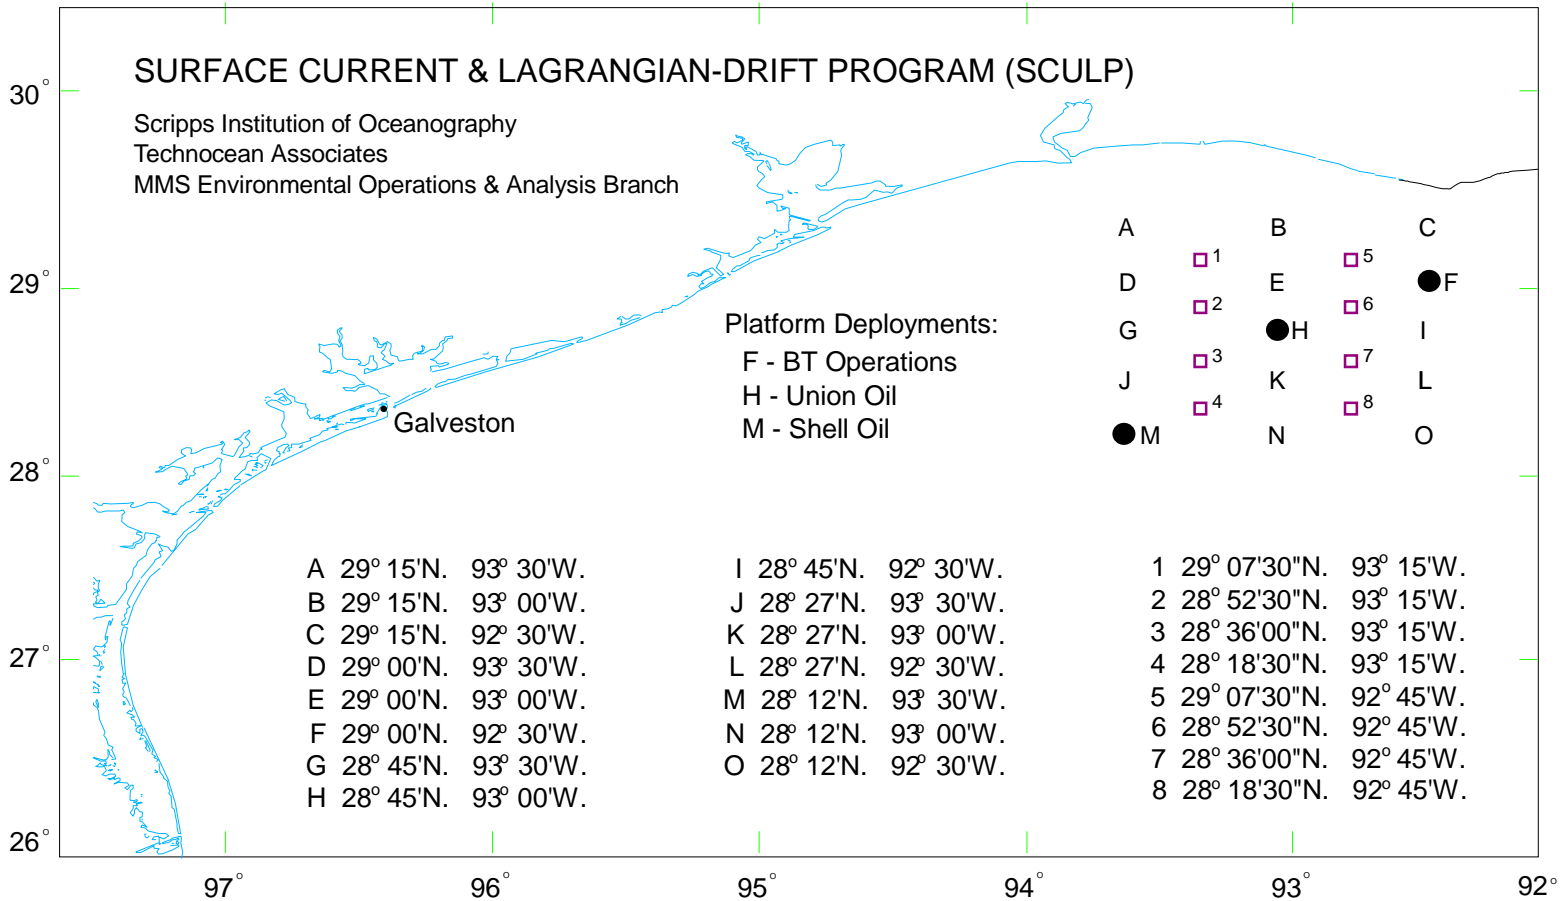 SURFACE CURRENT & LAGRANGIAN-DRIFT PROGRAM (SCULP)
30°
Scripps Institution of Oceanography
Technocean Associates
MMS Environmental Operations & Analysis Branch
A B C
1 5
29° D E F
2 6
Platform Deployments:
G H I
F - BT Operations
3 7
H - Union Oil
J K L
M - Shell Oil
4 8
Galveston
M N O
28°
A 29° 15'N. 93° 30'W.
B 29° 15'N. 93° 00'W.
C 29° 15'N. 92° 30'W.
D 29° 00'N. 93° 30'W.
E 29° 00'N. 93° 00'W.
F 29° 00'N. 92° 30'W.
G 28° 45'N. 93° 30'W.
H 28° 45'N. 93° 00'W.
I 28° 45'N. 92° 30'W.
J 28° 27'N. 93° 30'W.
K 28° 27'N. 93° 00'W.
L 28° 27'N. 92° 30'W.
M 28° 12'N. 93° 30'W.
N 28° 12'N. 93° 00'W.
O 28° 12'N. 92° 30'W.
1 29° 07'30"N. 93° 15'W.
2 28° 52'30"N. 93° 15'W.
3 28° 36'00"N. 93° 15'W.
4 28° 18'30"N. 93° 15'W.
5 29° 07'30"N. 92° 45'W.
6 28° 52'30"N. 92° 45'W.
7 28° 36'00"N. 92° 45'W.
8 28° 18'30"N. 92° 45'W.
27°
26°
97° 96° 95° 94° 93° 92°